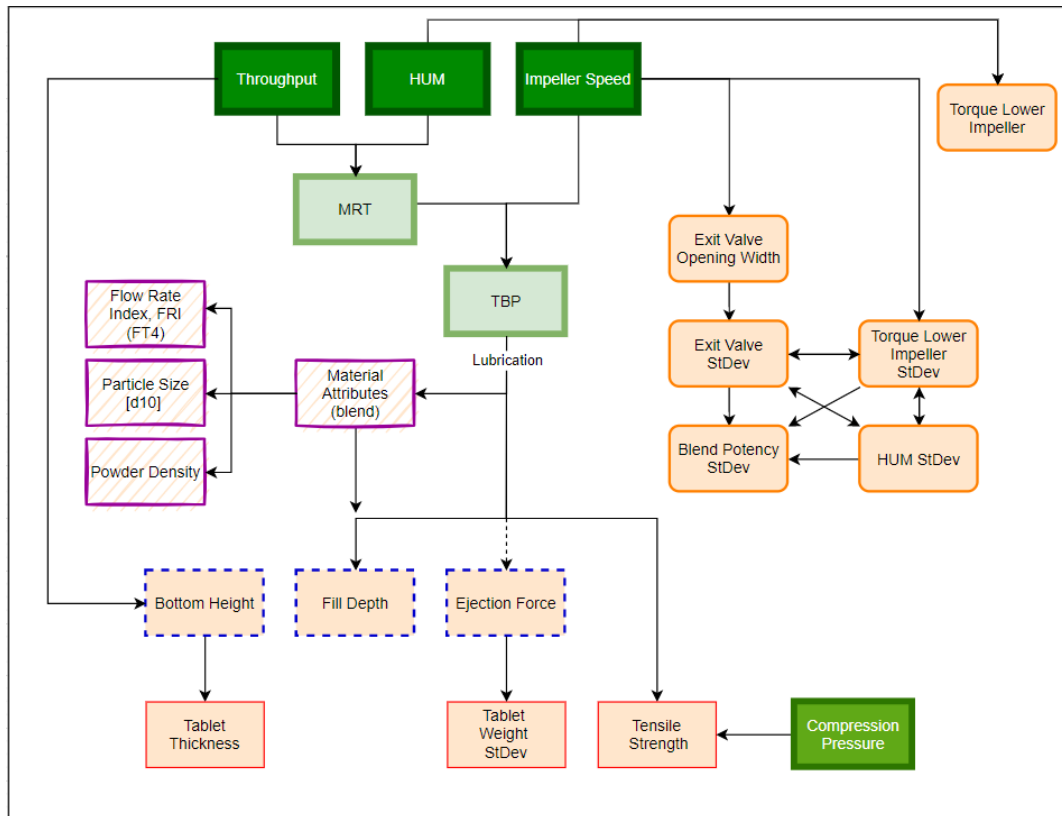 Throughput
HUM
Impeller Speed
Torque Lower
Impeller
MRT
Exit Valve
Opening Width
TBP
Flow Rate
Index, FRI
(FT4)
Lubrication
Exit Valve
StDev
Torque Lower
Impeller
StDev
Particle Size
[d10]
Material
Attributes
(blend)
Powder Density
Blend Potency
StDev
HUM StDev
Bottom Height
Fill Depth
Ejection Force
Tablet
Thickness
Tablet
Weight
StDev
Tensile
Strength
Compression
Pressure